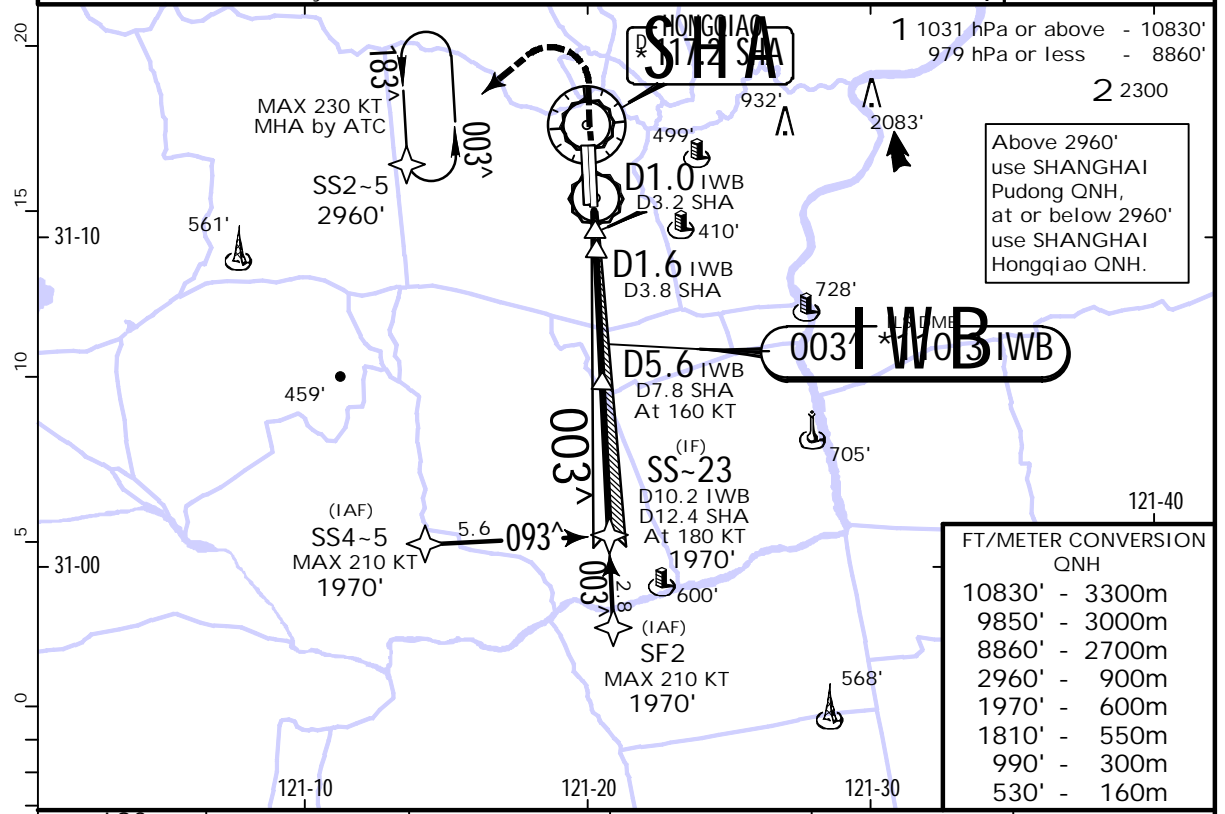 20
15
10
5
0
HONGQIAO
D
SHA
1 1031 hPa or above - 10830'
979 hPa or less - 8860'
2 2300
183^
003^
MAX 230 KT
MHA by ATC
SS2~5
2960'
932'
2083'
499'
Above 2960'
use SHANGHAI
Pudong QNH,
at or below 2960'
use SHANGHAI
Hongqiao QNH.
D1.0 IWB
D3.2 SHA
410'
561'
31-10
D1.6 IWB
D3.8 SHA
728'
003^
IWB
IWB
D5.6 IWB
D7.8 SHA
At 160 KT
459'
003^
705'
(IF)
SS~23
D10.2 IWB
D12.4 SHA
At 180 KT
1970'
(IAF)
SS4~5
MAX 210 KT
1970'
5.6 093^
121-40
31-00
003^
2.8
600'
(IAF)
SF2
MAX 210 KT
1970'
568'
FT/METER CONVERSION
QNH
10830' - 3300m
9850' - 3000m
8860' - 2700m
2960' - 900m
1970' - 600m
1810' - 550m
990' - 300m
530' - 160m
121-10
121-20
121-30